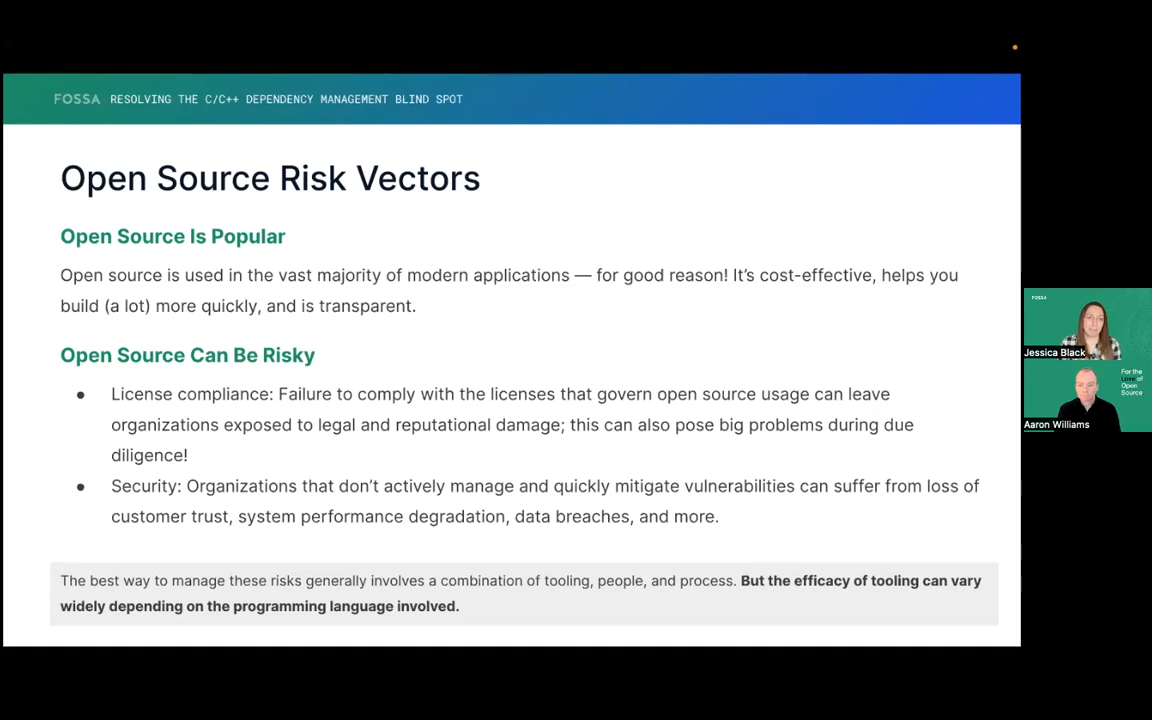 FOSSA RESOLVING THE C/C++ DEPENDENCY MANAGEMENT BLIND SPOT
Open Source Risk Vectors
Open Source Is Popular
Open source is used in the vast majority of modern applications — for good reason! It’s cost-effective, helps you
build (a lot) more quickly, and is transparent.
Open Source Can Be Risky
● License compliance: Failure to comply with the licenses that govern open source usage can leave
organizations exposed to legal and reputational damage; this can also pose big problems during due
diligence!
● Security: Organizations that don’t actively manage and quickly mitigate vulnerabilities can suffer from loss of
customer trust, system performance degradation, data breaches, and more.
The best way to manage these risks generally involves a combination of tooling, people, and process. But the efficacy of tooling can vary
widely depending on the programming language involved.
FOSSA
Jessica Black
For the
Love of
Open
Source
Aaron Williams